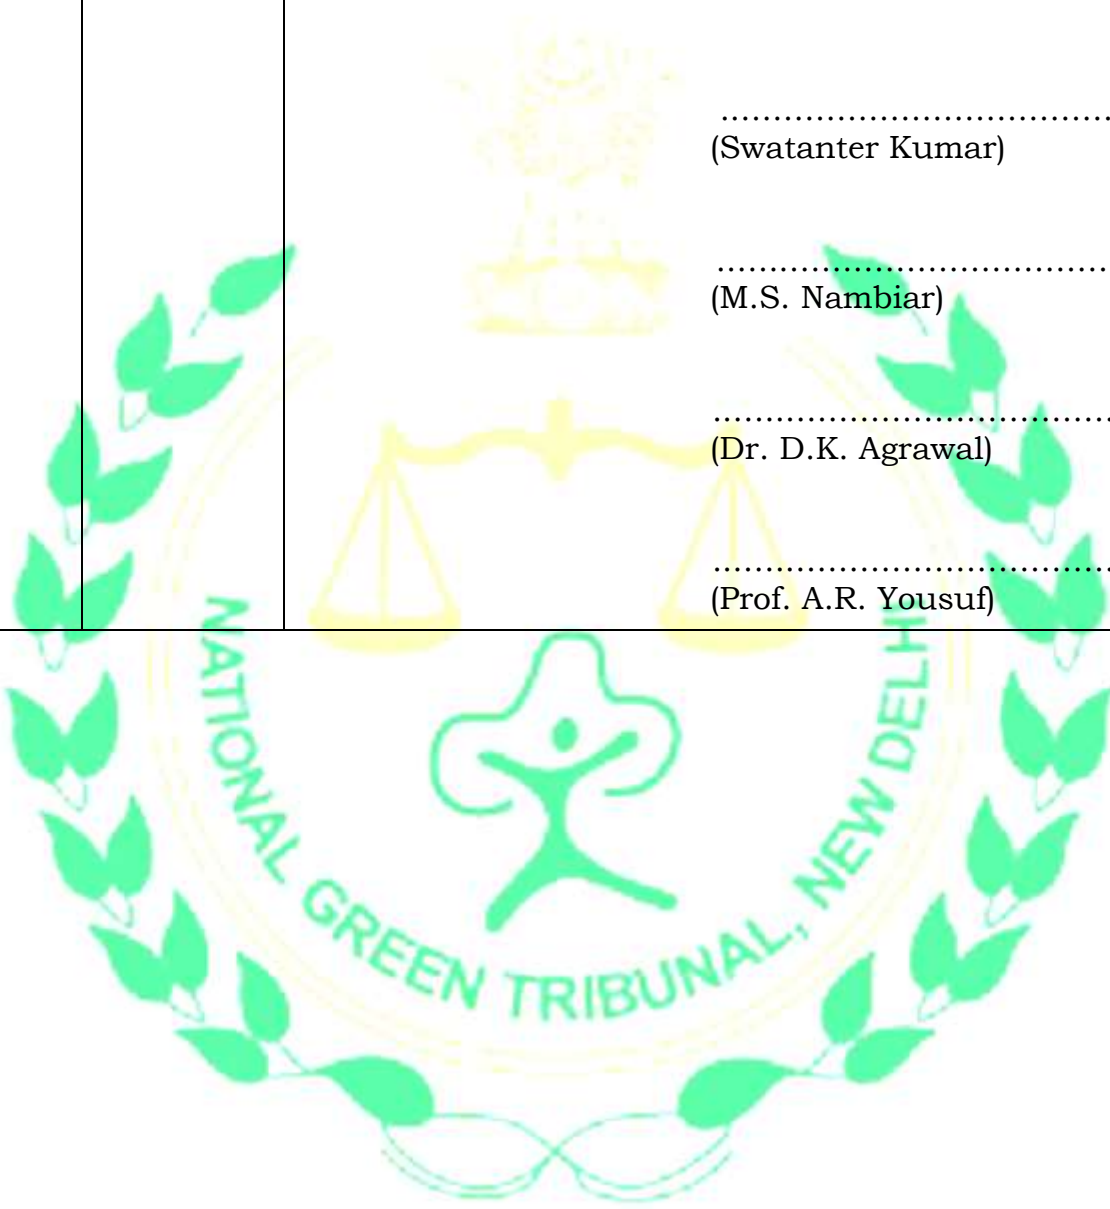 .....................................
(Swatanter Kumar)
.....................................
(M.S. Nambiar)
.....................................
(Dr. D.K. Agrawal)
.....................................
(Prof. A.R. Yousuf)
NATIONAL GREEN TRIBUNAL, NEW DELHI